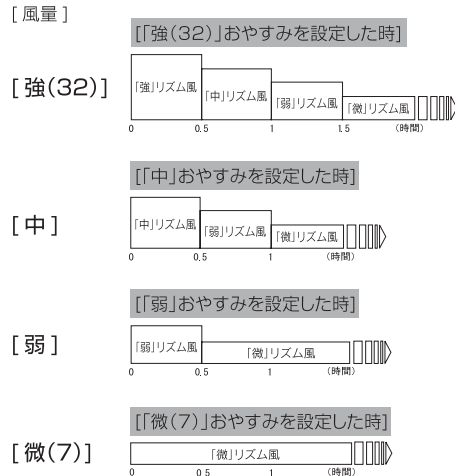 [風量]
[「強(32)」おやすみを設定した時]
[強(32)]
「強」リズム風
「中」リズム風
「弱」リズム風
「微」リズム風
0 0.5 1 1.5 (時間)
[「中」おやすみを設定した時]
[中]
「中」リズム風
「弱」リズム風
「微」リズム風
0 0.5 1 (時間)
[「弱」おやすみを設定した時]
[弱]
「弱」リズム風
「微」リズム風
0 0.5 1 (時間)
[「微(7)」おやすみを設定した時]
[微(7)]
「微」リズム風
0 0.5 1 (時間)